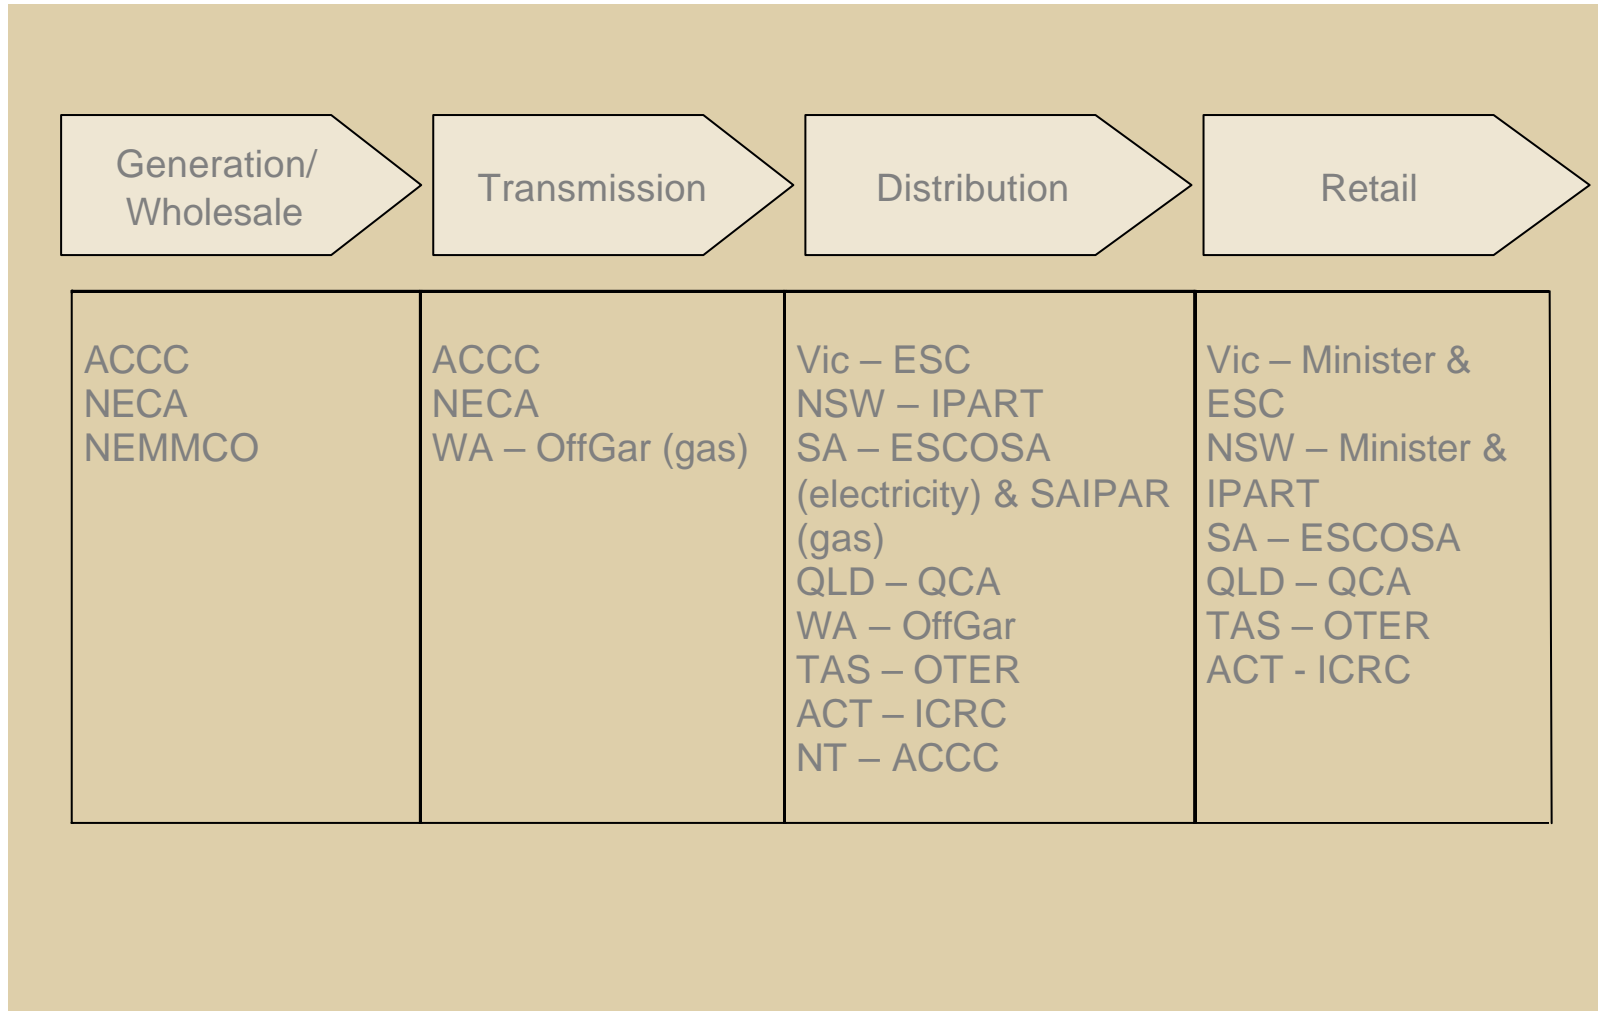 Generation/
Wholesale
Transmission
Distribution
Retail
ACCC
NECA
NEMMCO
ACCC
NECA
WA – OffGar (gas)
Vic – ESC
NSW – IPART
SA – ESCOSA
(electricity) & SAIPAR
(gas)
QLD – QCA
WA – OffGar
TAS – OTER
ACT – ICRC
NT – ACCC
Vic – Minister &
ESC
NSW – Minister &
IPART
SA – ESCOSA
QLD – QCA
TAS – OTER
ACT - ICRC